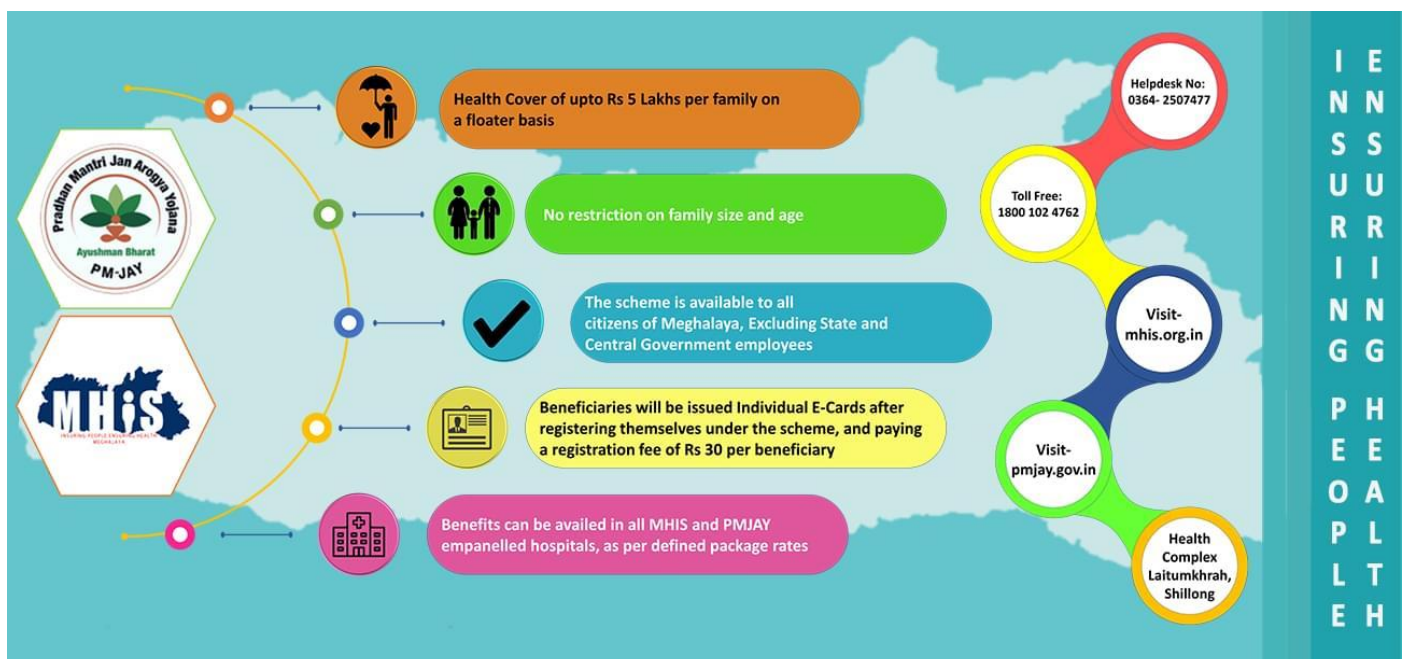 Pradhan Mantri Jan Arogya Yojana
Ayushman Bharat
PM-JAY
MHiS
INSURING PEOPLE ENSURING HEALTH
MEGHALAYA
Health Cover of upto Rs 5 Lakhs per family on
a floater basis
No restriction on family size and age
The scheme is available to all
citizens of Meghalaya, Excluding State and
Central Government employees
Beneficiaries will be issued Individual E-Cards after
registering themselves under the scheme, and paying
a registration fee of Rs 30 per beneficiary
Benefits can be availed in all MHIS and PMJAY
empanelled hospitals, as per defined package rates
Helpdesk No:
0364- 2507477
Toll Free:
1800 102 4762
Visit-
mhis.org.in
Visit-
pmjay.gov.in
Health
Complex
Laitumkhrah,
Shillong
INSURING PEOPLE
ENSURING HEALTH